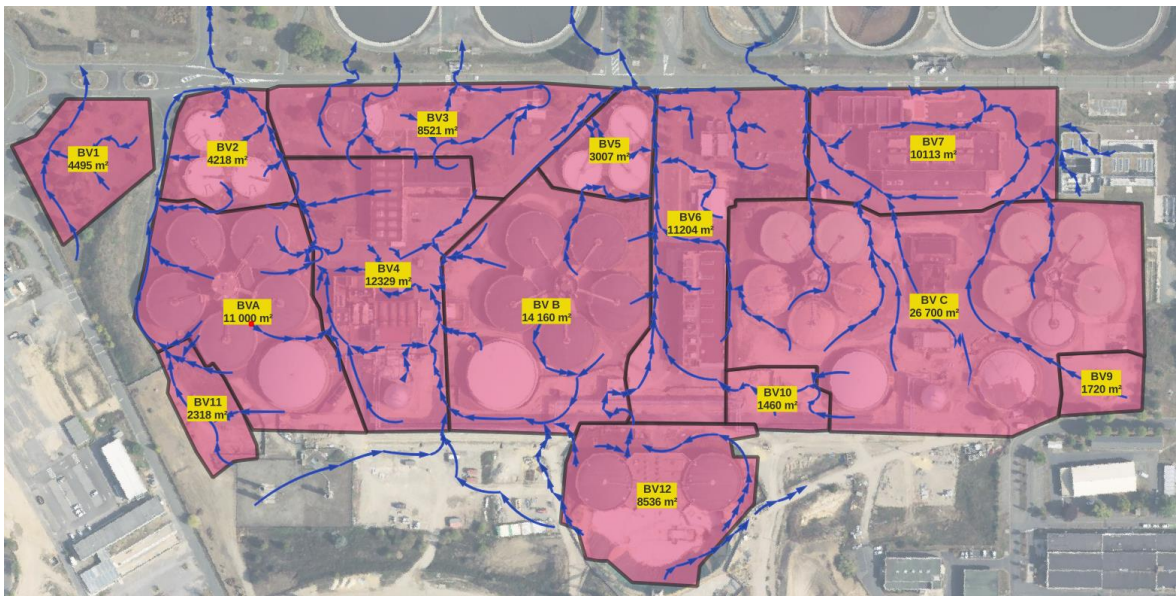 BV1
4495 m²
BV2
4218 m²
BV3
8521 m²
BV5
3007 m²
BV7
10113 m²
BV6
11204 m²
BV4
12329 m²
BVA
11 000 m²
BV B
14 160 m²
BV C
26 700 m²
BV9
1720 m²
BV10
1460 m²
BV11
2318 m²
BV12
8536 m²